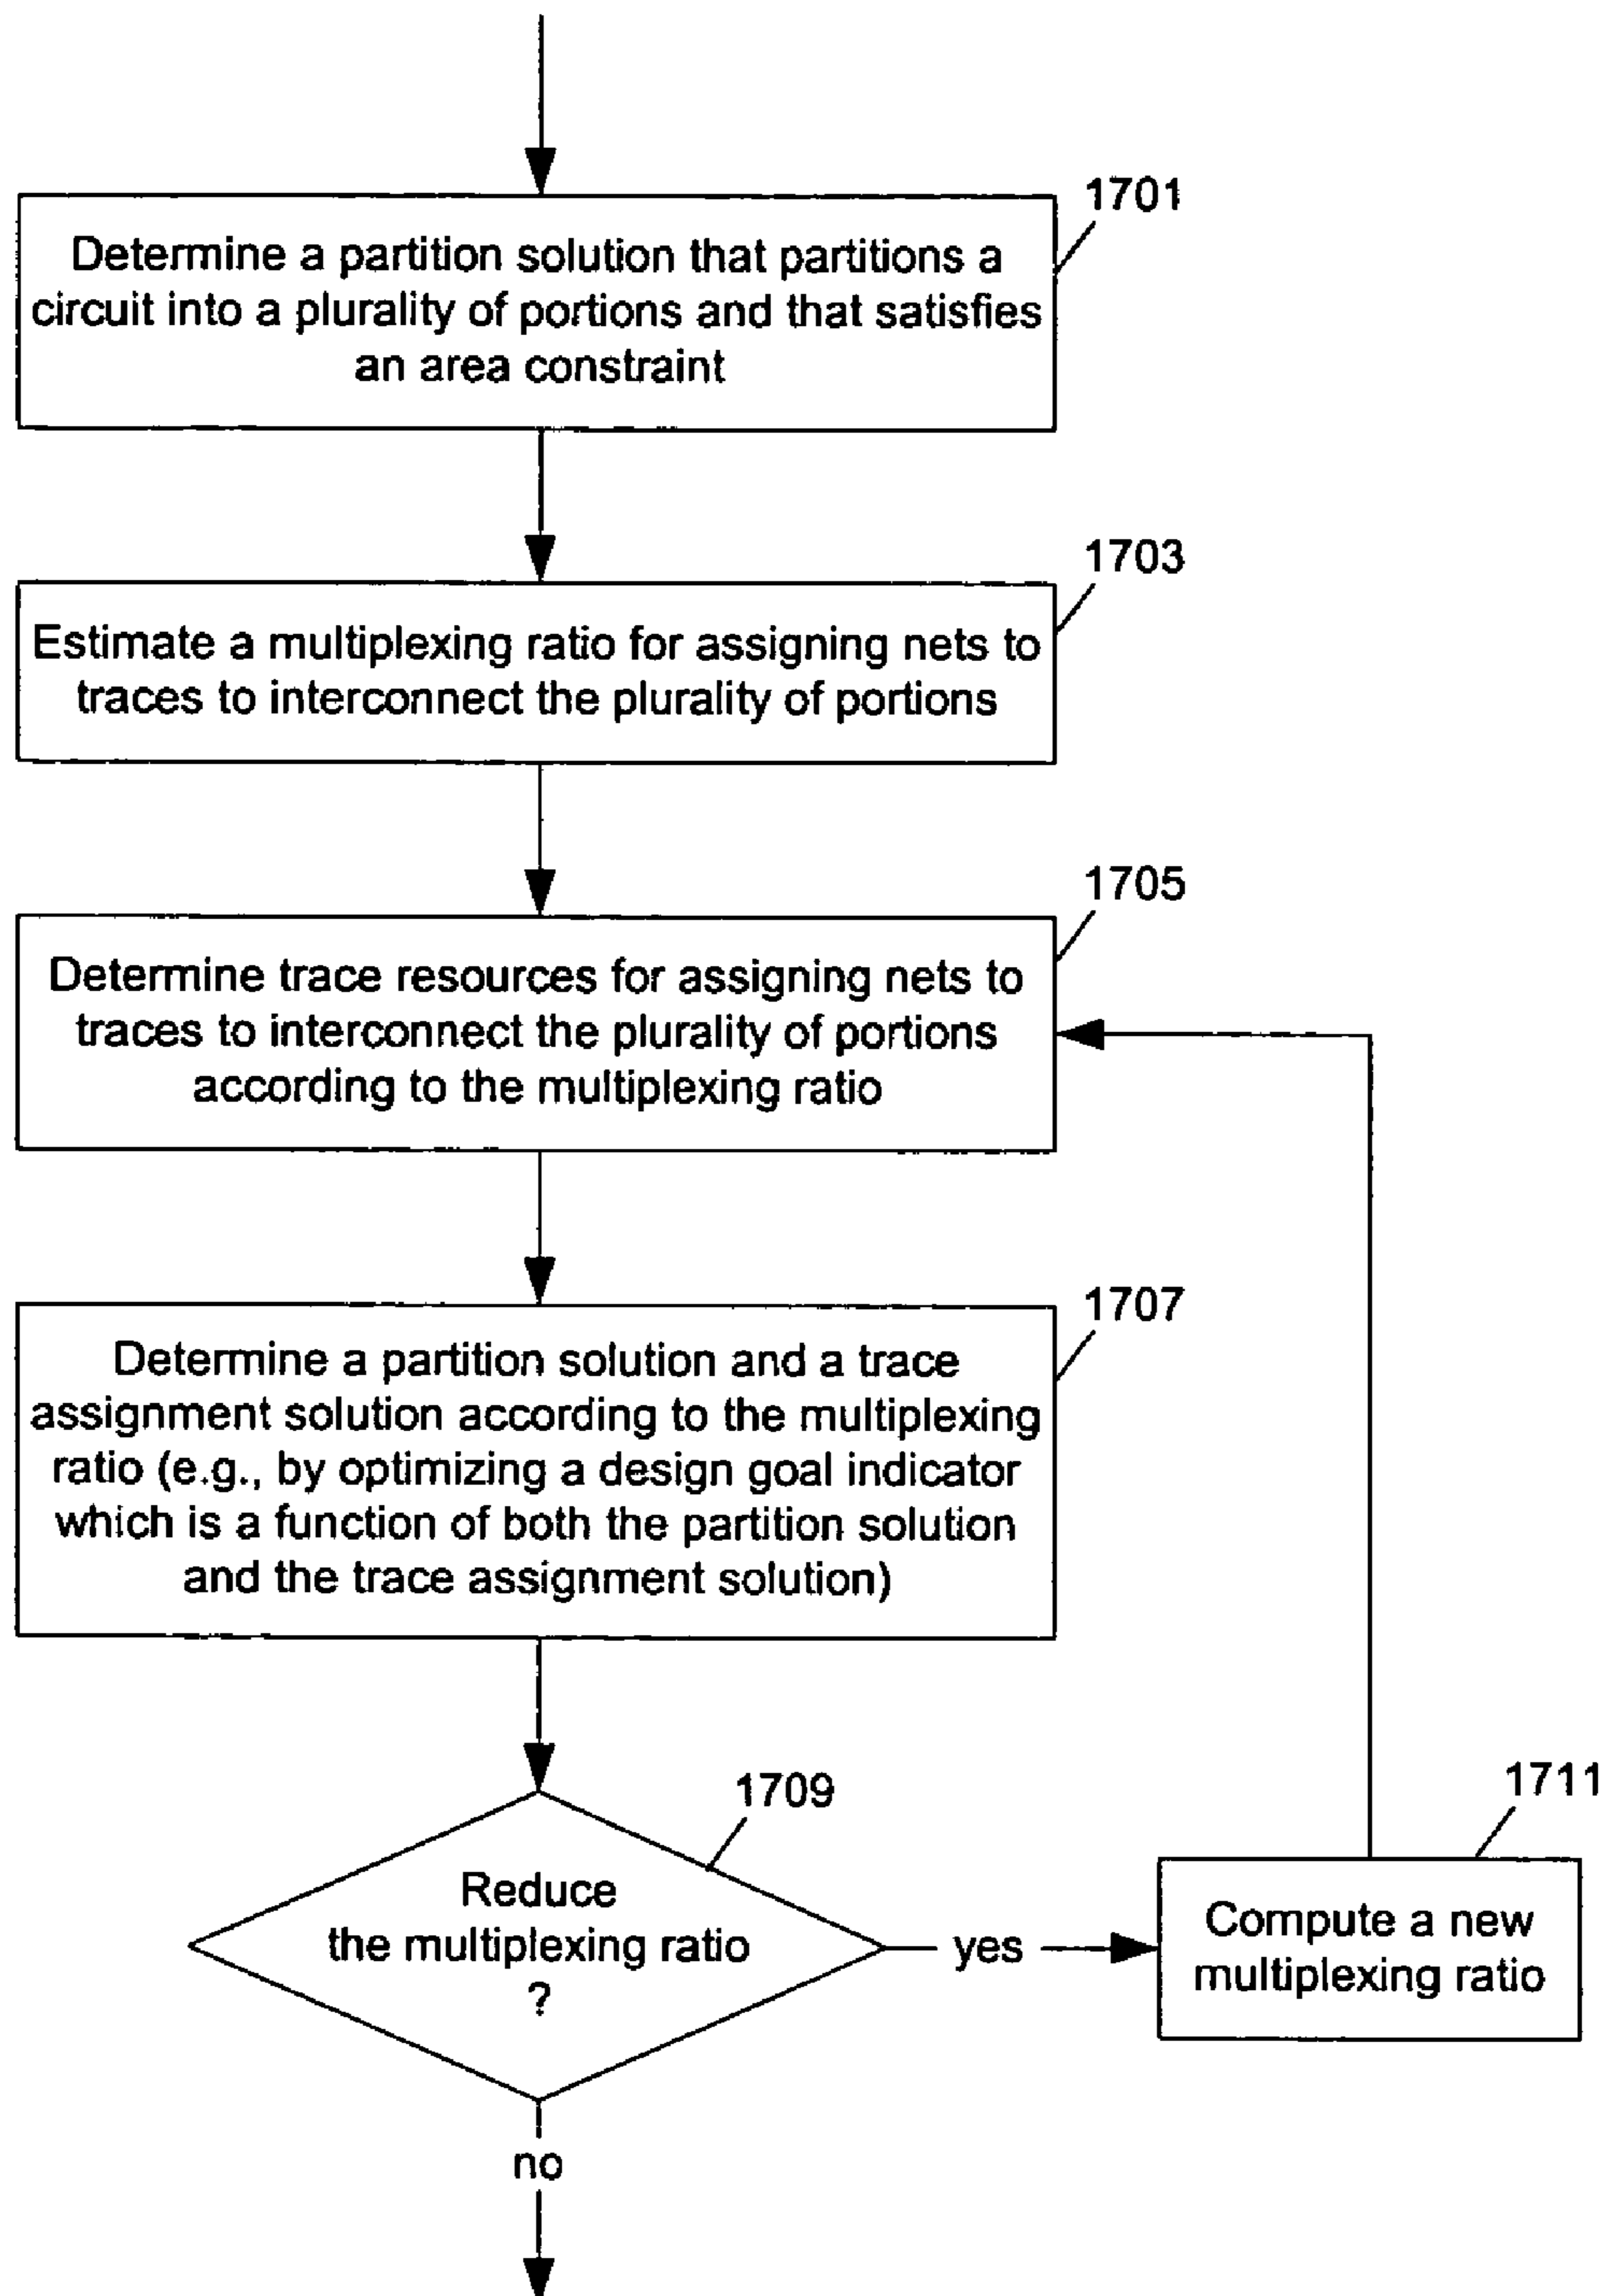 1701
Determine a partition solution that partitions a
circuit into a plurality of portions and that satisfies
an area constraint
1703
Estimate a multiplexing ratio for assigning nets to
traces to interconnect the plurality of portions
1705
Determine trace resources for assigning nets to
traces to interconnect the plurality of portions
according to the multiplexing ratio
1707
Determine a partition solution and a trace
assignment solution according to the multiplexing
ratio (e.g., by optimizing a design goal indicator
which is a function of both the partition solution
and the trace assignment solution)
1709
Reduce
the multiplexing ratio
?
yes
1711
Compute a new
multiplexing ratio
no